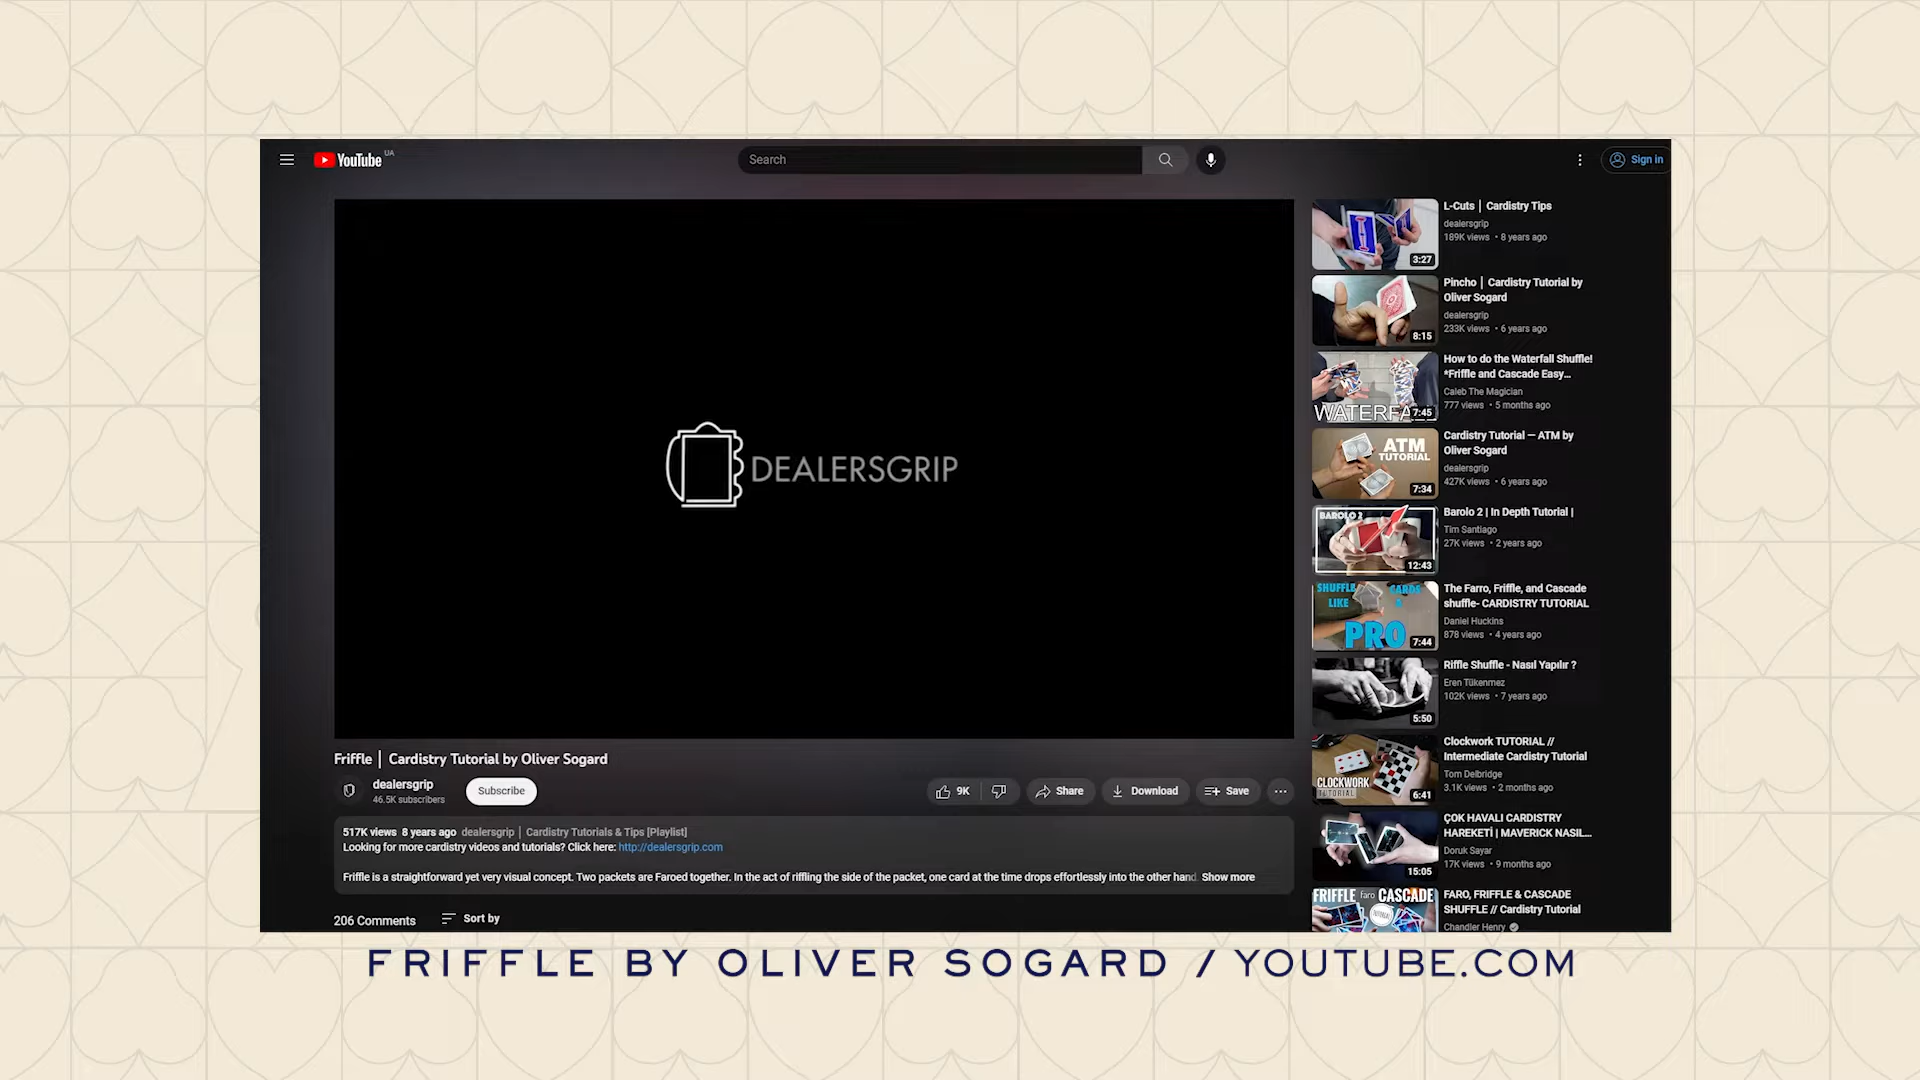 YouTube UA
Search
Sign in
DEALERSGRIP
Friffle | Cardistry Tutorial by Oliver Sogard
dealersgrip
46.5K subscribers
Subscribe
9K
Share
Download
Save
517K views 8 years ago dealersgrip | Cardistry Tutorials & Tips [Playlist]
Looking for more cardistry videos and tutorials? Click here: http://dealersgrip.com
Friffle is a straightforward yet very visual concept. Two packets are Faroed together. In the act of riffling the side of the packet, one card at the time drops effortlessly into the other hand. Show more
206 Comments
Sort by
L-Cuts | Cardistry Tips
dealersgrip
189K views • 8 years ago
3:27
Pincho | Cardistry Tutorial by
Oliver Sogard
dealersgrip
233K views • 6 years ago
8:15
How to do the Waterfall Shuffle!
*Friffle and Cascade Easy...
Caleb The Magician
777 views • 5 months ago
WATERFA
7:45
Cardistry Tutorial — ATM by
Oliver Sogard
dealersgrip
427K views • 6 years ago
ATM
TUTORIAL
7:34
Barolo 2 | In Depth Tutorial |
Tim Santiago
27K views • 2 years ago
BAROLO 2
12:43
The Farro, Friffle, and Cascade
shuffle- CARDISTRY TUTORIAL
Daniel Huckins
878 views • 4 years ago
SHUFFLE CARDS
LIKE
PRO
7:44
Riffle Shuffle - Nasıl Yapılır ?
Eren Tükenmez
102K views • 7 years ago
5:50
Clockwork TUTORIAL //
Intermediate Cardistry Tutorial
Tom Delbridge
3.1K views • 2 months ago
CLOCKWORK
TUTORIAL
6:41
ÇOK HAVALI CARDISTRY
HAREKETİ | MAVERICK NASIL...
Doruk Sayar
17K views • 9 months ago
15:05
FARO, FRIFFLE & CASCADE
SHUFFLE // Cardistry Tutorial
Chandler Henry
FRIFFLE faro CASCADE
TUTORIAL
FRIFFLE BY OLIVER SOGARD / YOUTUBE.COM